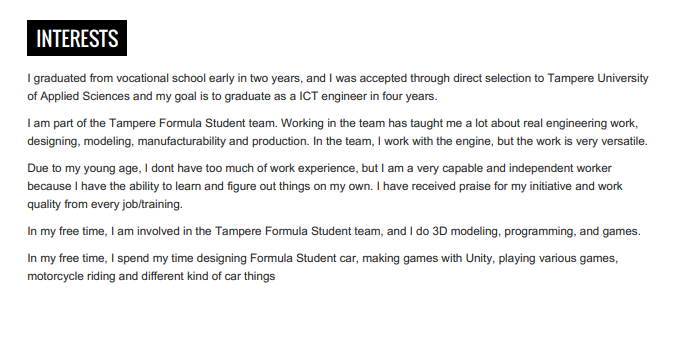 INTERESTS
I graduated from vocational school early in two years, and I was accepted through direct selection to Tampere University
of Applied Sciences and my goal is to graduate as a ICT engineer in four years.
I am part of the Tampere Formula Student team. Working in the team has taught me a lot about real engineering work,
designing, modeling, manufacturability and production. In the team, I work with the engine, but the work is very versatile.
Due to my young age, I dont have too much of work experience, but I am a very capable and independent worker
because I have the ability to learn and figure out things on my own. I have received praise for my initiative and work
quality from every job/training.
In my free time, I am involved in the Tampere Formula Student team, and I do 3D modeling, programming, and games.
In my free time, I spend my time designing Formula Student car, making games with Unity, playing various games,
motorcycle riding and different kind of car things